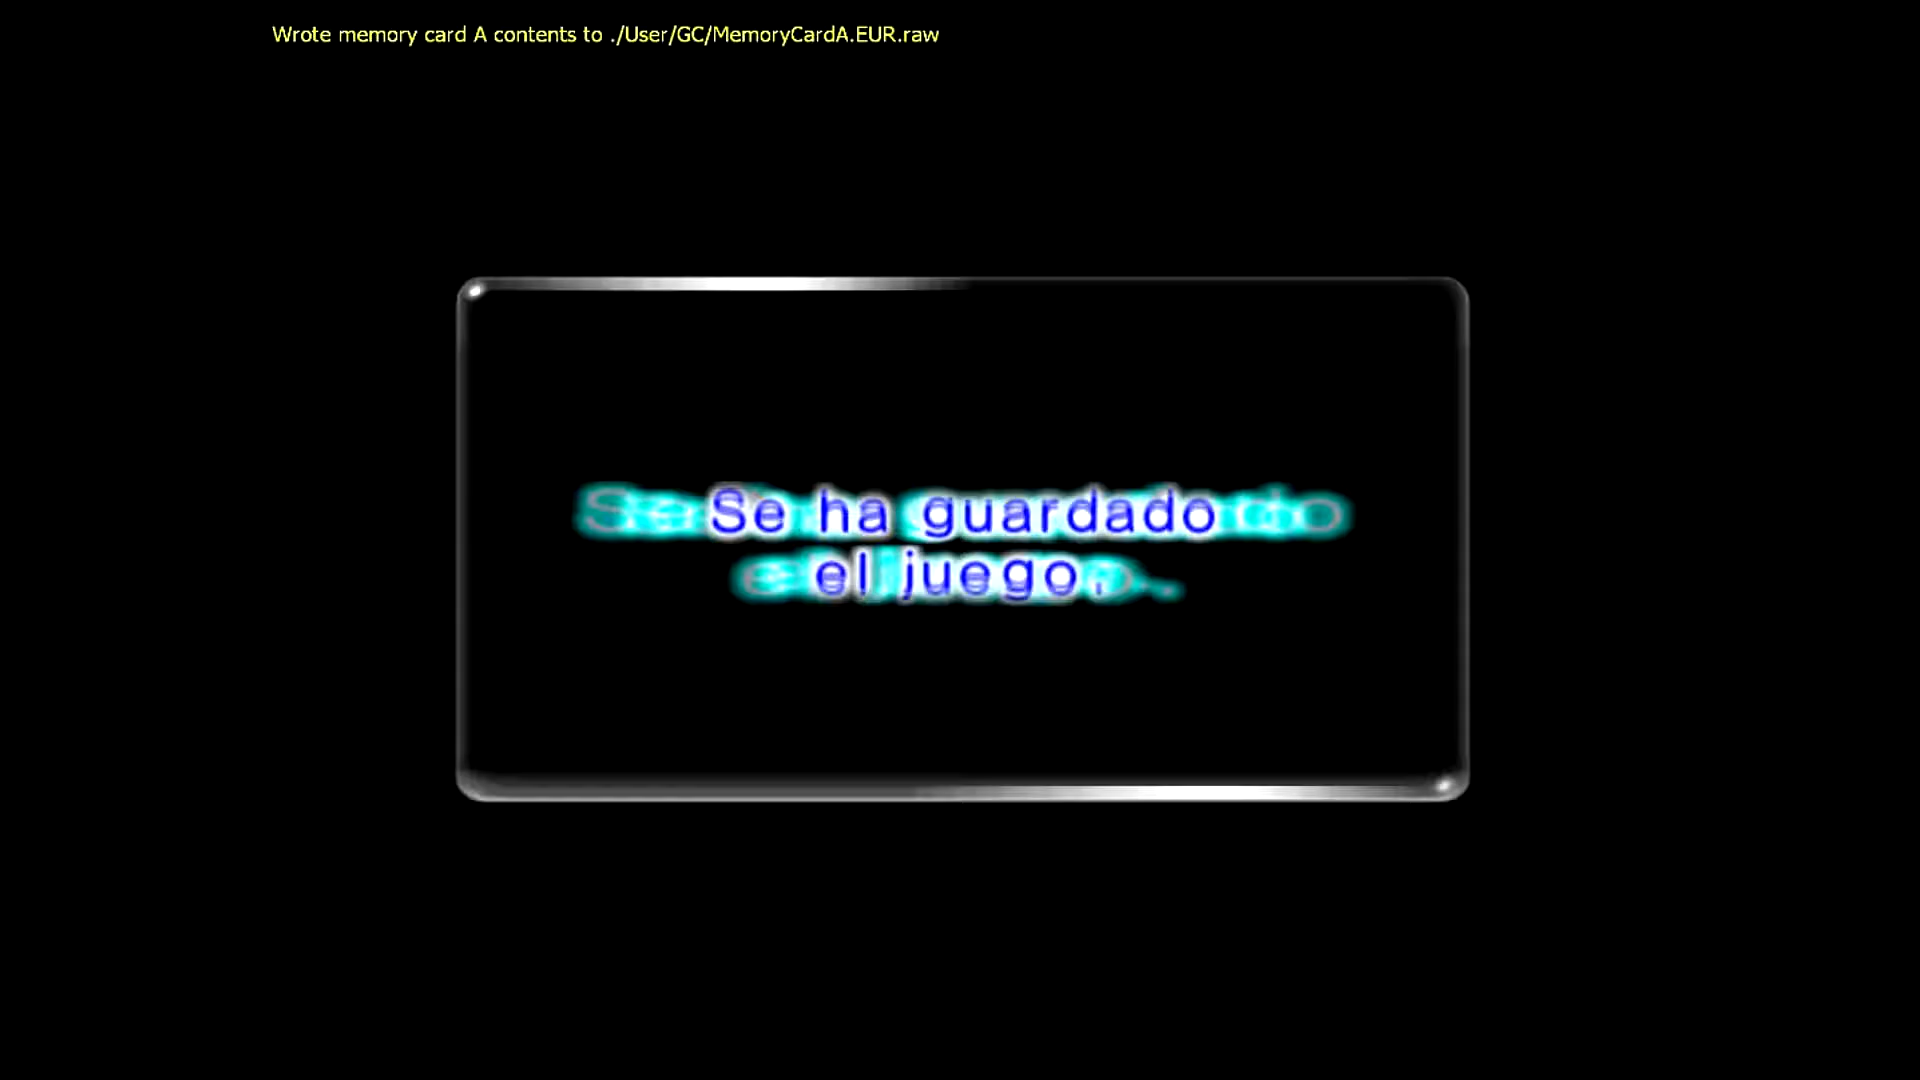 Wrote memory card A contents to ./User/GC/MemoryCardA.EUR.raw
Se ha guardado
el juego.